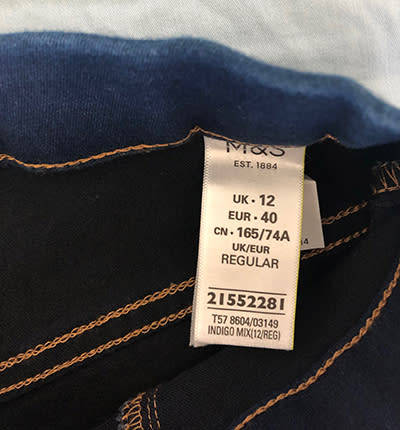 M&S
EST. 1884
UK • 12
EUR • 40
CN • 165/74A
UK/EUR
REGULAR
21552281
T57 8604/03149
INDIGO MIX(12/REG)